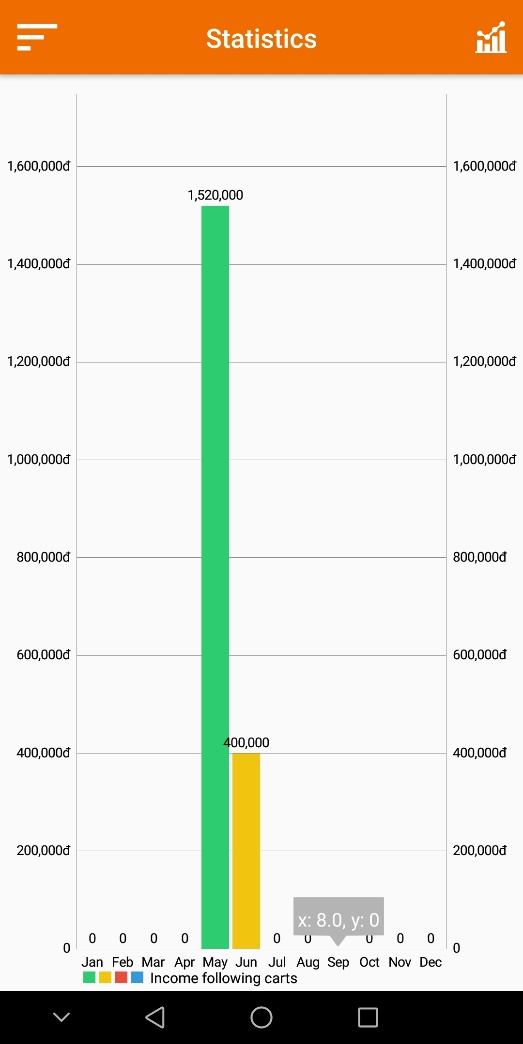 Statistics
1,600,000đ 1,600,000đ
1,520,000
1,400,000đ 1,400,000đ
1,200,000đ 1,200,000đ
1,000,000đ 1,000,000đ
800,000đ 800,000đ
600,000đ 600,000đ
400,000
400,000đ 400,000đ
200,000đ 200,000đ
x: 8.0, y: 0
0 0 0 0 0 0 0 0 0
0 0
Jan Feb Mar Apr May Jun Jul Aug Sep Oct Nov Dec
Income following carts